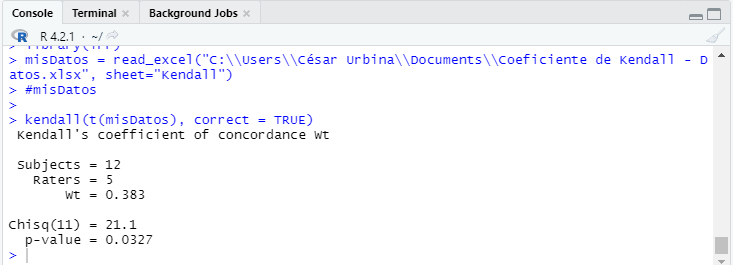 Console Terminal × Background Jobs ×
R 4.2.1 · ~/
> library(irr)
> misDatos = read_excel("C:\\Users\\César Urbina\\Documents\\Coeficiente de Kendall - D
atos.xlsx", sheet="Kendall")
> #misDatos
>
> kendall(t(misDatos), correct = TRUE)
Kendall's coefficient of concordance Wt
Subjects = 12
Raters = 5
Wt = 0.383
Chisq(11) = 21.1
p-value = 0.0327
>